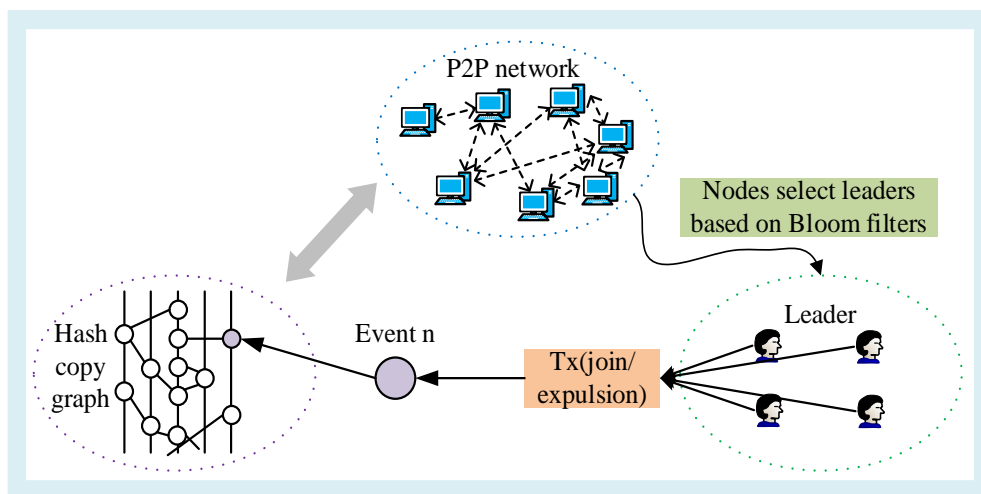 P2P network
Nodes select leaders
based on Bloom filters
Leader
Hash
copy
graph
Event n
Tx(join/
expulsion)